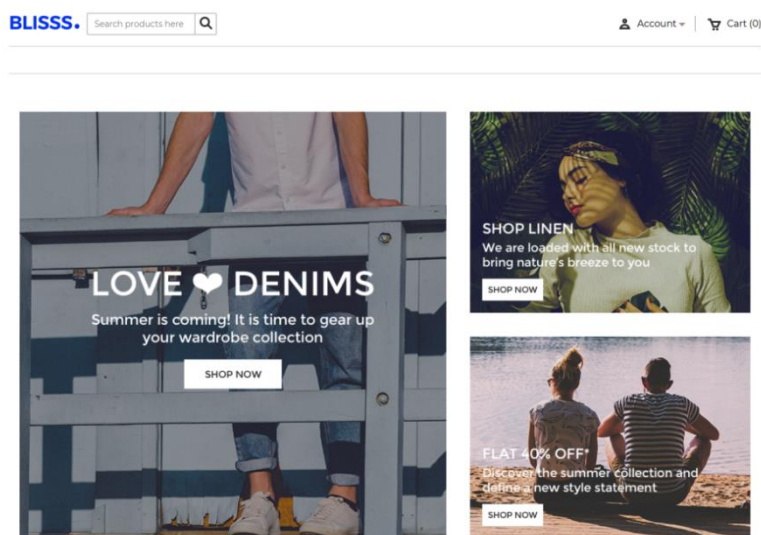 BLISSS.
Search products here
Account
Cart (0)
LOVE ❤ DENIMS
Summer is coming! It is time to gear up
your wardrobe collection
SHOP NOW
SHOP LINEN
We are loaded with all new stock to
bring nature's breeze to you
SHOP NOW
FLAT 40% OFF*
Discover the summer collection and
define a new style statement
SHOP NOW